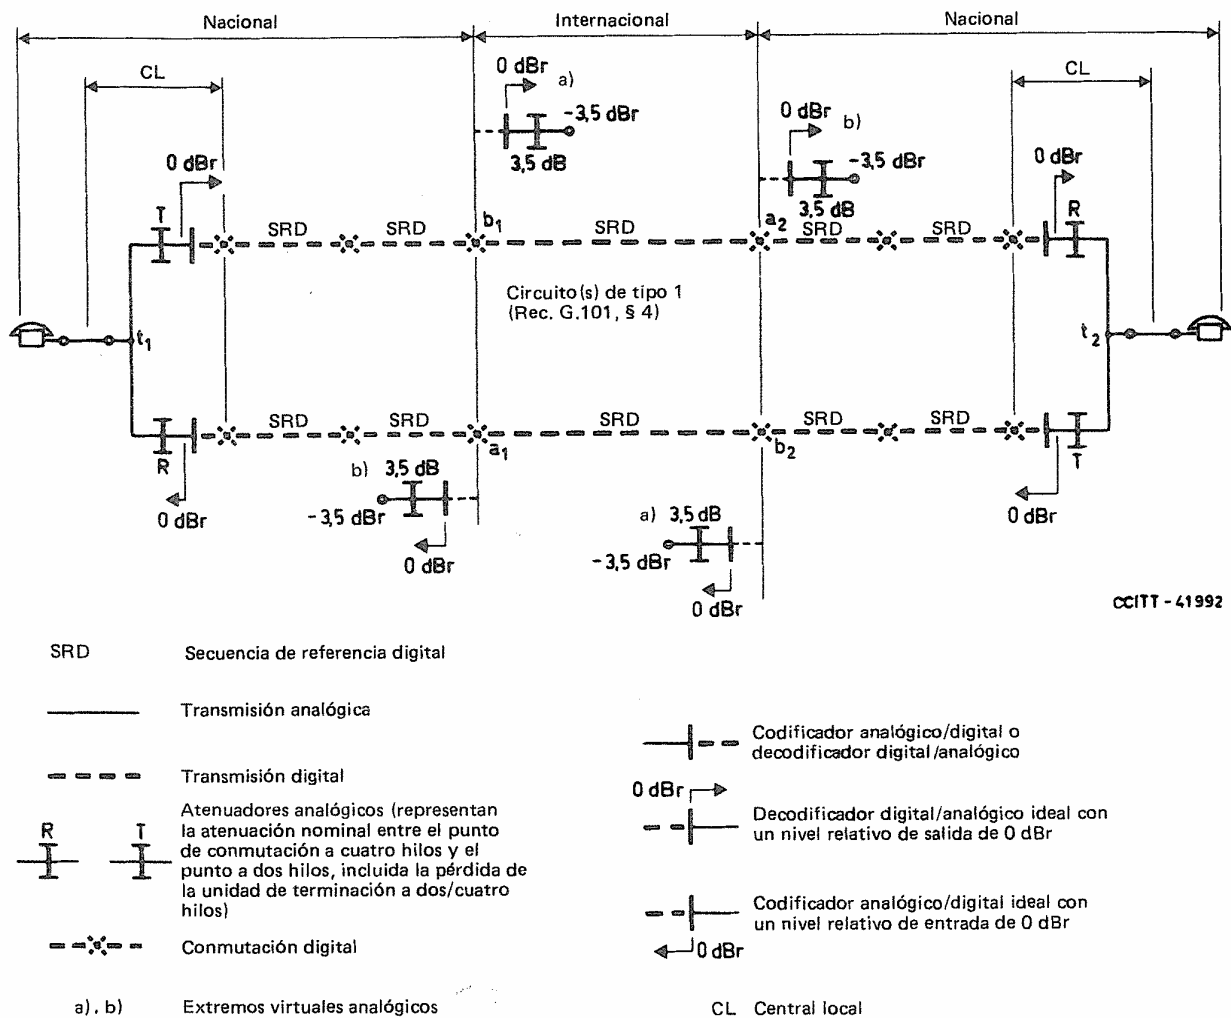 Nacional
Internacional
Nacional
CL
CL
0 dBr
a)
-3,5 dBr
3,5 dB
0 dBr
b)
-3,5 dBr
3,5 dB
0 dBr
0 dBr
T
R
SRD
SRD
b1
SRD
a2
SRD
SRD
Circuito(s) de tipo 1
(Rec. G.101, § 4)
t1
t2
SRD
SRD
SRD
SRD
SRD
R
a1
b2
T
0 dBr
b)
3,5 dB
-3,5 dBr
0 dBr
a)
3,5 dB
-3,5 dBr
0 dBr
0 dBr
CCITT - 41992
SRD
Secuencia de referencia digital
Transmisión analógica
Transmisión digital
R
T
Atenuadores analógicos (representan
la atenuación nominal entre el punto
de conmutación a cuatro hilos y el
punto a dos hilos, incluida la pérdida de
la unidad de terminación a dos/cuatro
hilos)
Conmutación digital
a), b)
Extremos virtuales analógicos
Codificador analógico/digital o
decodificador digital/analógico
0 dBr
Decodificador digital/analógico ideal con
un nivel relativo de salida de 0 dBr
Codificador analógico/digital ideal con
un nivel relativo de entrada de 0 dBr
0 dBr
CL
Central local